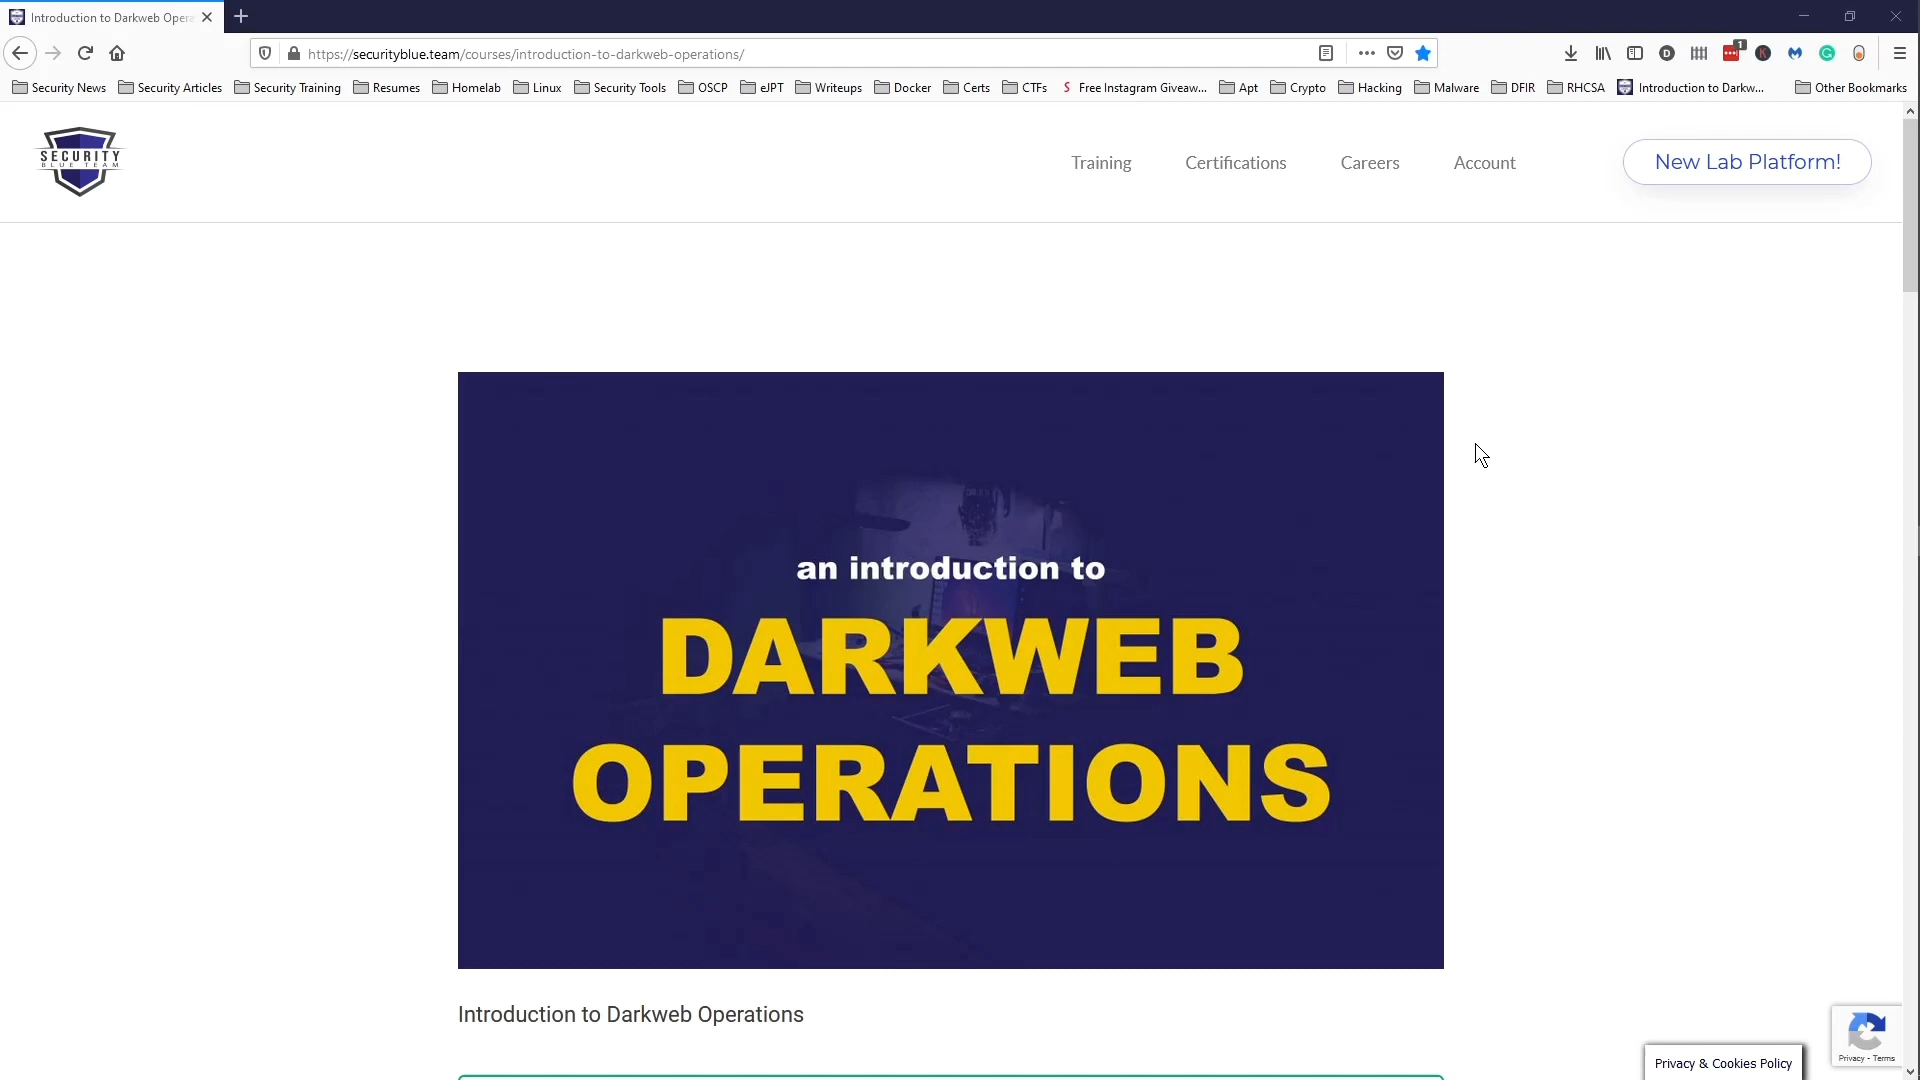 Introduction to Darkweb Opera
https://securityblue.team/courses/introduction-to-darkweb-operations/
1
Security News Security Articles Security Training Resumes Homelab Linux Security Tools OSCP eJPT Writeups Docker Certs CTFs Free Instagram Giveaw... Apt Crypto Hacking Malware DFIR RHCSA Introduction to Darkw... Other Bookmarks
SECURITY
BLUE TEAM
Training Certifications Careers Account New Lab Platform!
an introduction to
DARKWEB
OPERATIONS
Introduction to Darkweb Operations
Privacy - Terms
Privacy & Cookies Policy